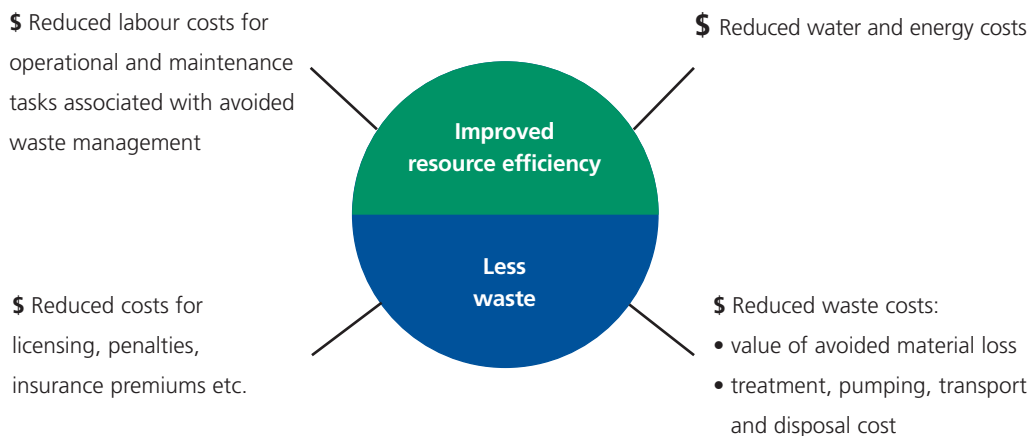 $ Reduced labour costs for
operational and maintenance
tasks associated with avoided
waste management
$ Reduced water and energy costs
Improved
resource efficiency
Less
waste
$ Reduced costs for
licensing, penalties,
insurance premiums etc.
$ Reduced waste costs:
• value of avoided material loss
• treatment, pumping, transport
and disposal cost